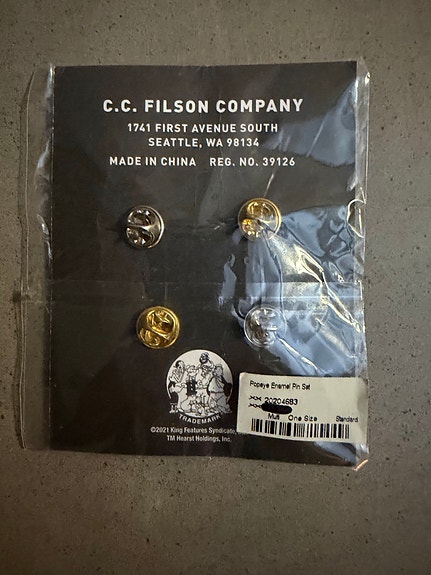 C.C. FILSON COMPANY
1741 FIRST AVENUE SOUTH
SEATTLE, WA 98134
MADE IN CHINA REG. NO. 39126
TRADEMARK
©2021 King Features Syndicate,
TM Hearst Holdings, Inc.
Popeye Enamel Pin Set
20204683
Multi One Size Standard